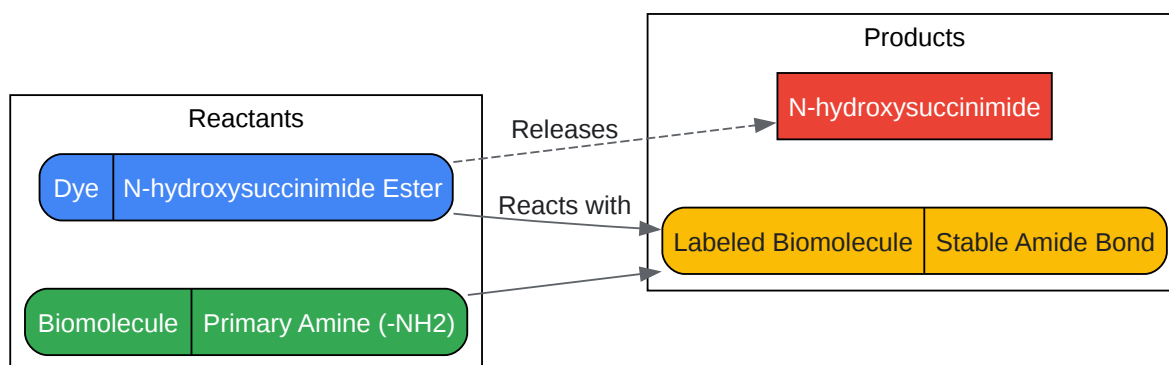 Reactants
Dye
N-hydroxysuccinimide Ester
Biomolecule
Primary Amine (-NH2)
Releases
Reacts with
Products
N-hydroxysuccinimide
Labeled Biomolecule
Stable Amide Bond